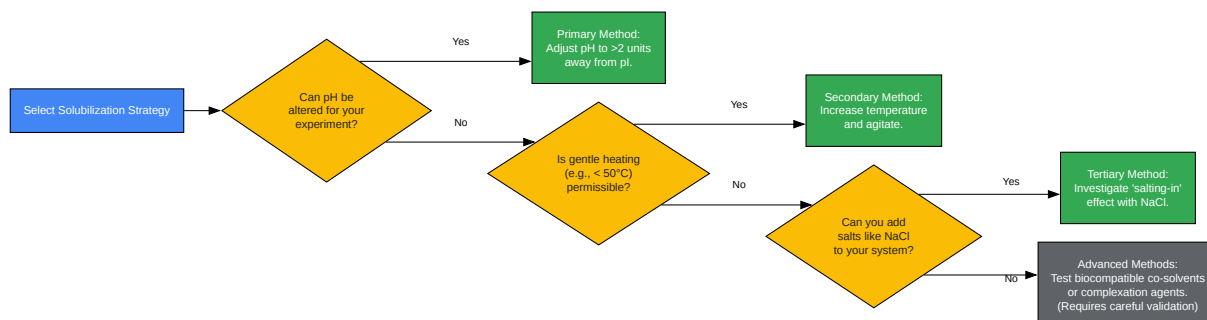 Select Solubilization Strategy
Can pH be
altered for your
experiment?
Yes
Primary Method:
Adjust pH to >2 units
away from pI.
No
Is gentle heating
(e.g., < 50°C)
permissible?
Yes
Secondary Method:
Increase temperature
and agitate.
No
Can you add
salts like NaCl
to your system?
Yes
Tertiary Method:
Investigate 'salting-in'
effect with NaCl.
No
Advanced Methods:
Test biocompatible co-solvents
or complexation agents.
(Requires careful validation)